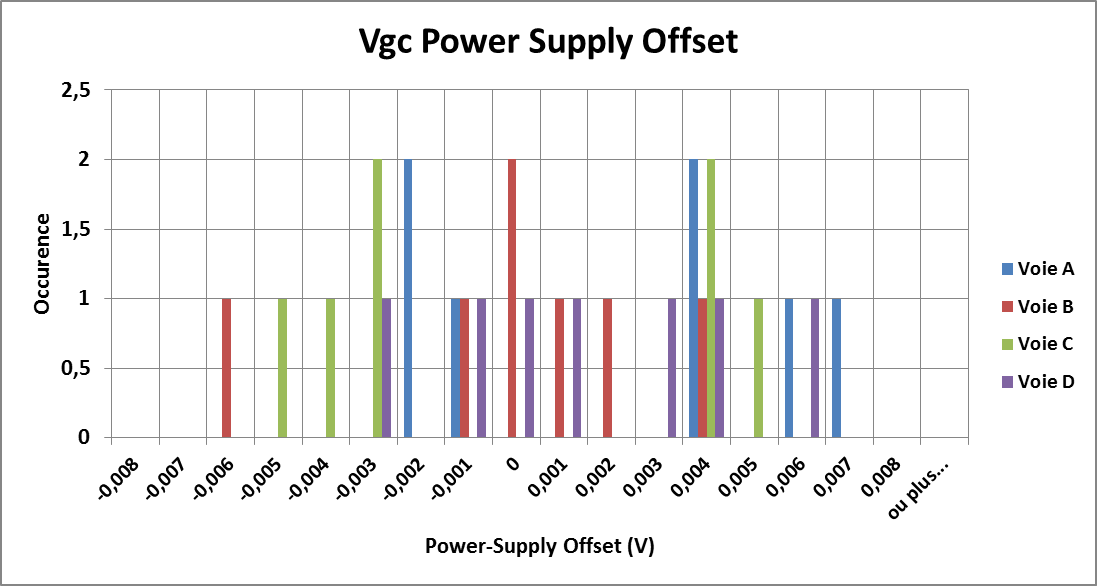 Vgc Power Supply Offset
2,5
2
1,5
1
0,5
0
Occurence
-0,008
-0,007
-0,006
-0,005
-0,004
-0,003
-0,002
-0,001
0
0,001
0,002
0,003
0,004
0,005
0,006
0,007
0,008
ou plus...
Power-Supply Offset (V)
Voie A
Voie B
Voie C
Voie D